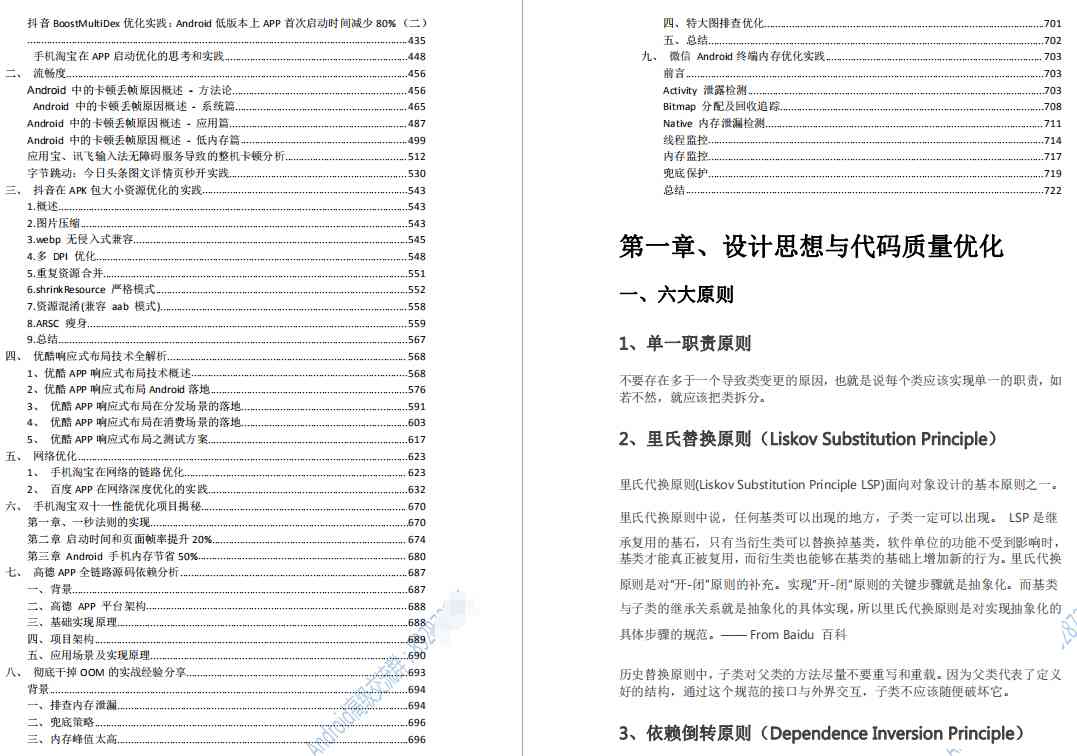 抖音 BoostMultiDex 优化实践：Android 低版本上 APP 首次启动时间减少 80%（二）
435
手机淘宝在 APP 启动优化的思考和实践 448
二、 流畅度 456
Android 中的卡顿丢帧原因概述 - 方法论 456
Android 中的卡顿丢帧原因概述 - 系统篇 465
Android 中的卡顿丢帧原因概述 - 应用篇 487
Android 中的卡顿丢帧原因概述 - 低内存篇 499
应用宝、讯飞输入法无障碍服务导致的整机卡顿分析 512
字节跳动：今日头条图文详情页秒开实践 530
三、 抖音在 APK 包大小资源优化的实践 543
1.概述 543
2.图片压缩 543
3.webp 无侵入式兼容 545
4.多 DPI 优化 548
5.重复资源合并 551
6.shrinkResource 严格模式 552
7.资源混淆(兼容 aab 模式) 558
8.ARSC 瘦身 559
9.总结 567
四、 优酷响应式布局技术全解析 568
1、优酷 APP 响应式布局技术概述 568
2、优酷 APP 响应式布局 Android 落地 576
3、 优酷 APP 响应式布局在分发场景的落地 591
4、 优酷 APP 响应式布局在消费场景的落地 603
5、 优酷 APP 响应式布局之测试方案 617
五、 网络优化 623
1、 手机淘宝在网络的链路优化 623
2、 百度 APP 在网络深度优化的实践 632
六、 手机淘宝双十一性能优化项目揭秘 670
第一章、一秒法则的实现 670
第二章 启动时间和页面帧率提升 20% 674
第三章 Android 手机内存节省 50% 680
七、 高德 APP 全链路源码依赖分析 687
一、背景 687
二、高德 APP 平台架构 688
三、基础实现原理 688
四、项目架构 689
五、应用场景及实现原理 690
八、 彻底干掉 OOM 的实战经验分享 693
背景 694
一、排查内存泄漏 694
二、兜底策略 696
三、内存峰值太高 696
四、特大图排查优化 701
五、总结 702
九、 微信 Android 终端内存优化实践 703
前言 703
Activity 泄露检测 703
Bitmap 分配及回收追踪 708
Native 内存泄漏检测 711
线程监控 714
内存监控 717
兜底保护 719
总结 722
第一章、设计思想与代码质量优化
一、六大原则
1、单一职责原则
不要存在多于一个导致类变更的原因，也就是说每个类应该实现单一的职责，如
若不然，就应该把类拆分。
2、里氏替换原则（Liskov Substitution Principle）
里氏代换原则(Liskov Substitution Principle LSP)面向对象设计的基本原则之一。
里氏代换原则中说，任何基类可以出现的地方，子类一定可以出现。 LSP 是继
承复用的基石，只有当衍生类可以替换掉基类，软件单位的功能不受到影响时，
基类才能真正被复用，而衍生类也能够在基类的基础上增加新的行为。里氏代换
原则是对“开-闭”原则的补充。实现“开-闭”原则的关键步骤就是抽象化。而基类
与子类的继承关系就是抽象化的具体实现，所以里氏代换原则是对实现抽象化的
具体步骤的规范。—— From Baidu 百科
历史替换原则中，子类对父类的方法尽量不要重写和重载。因为父类代表了定义
好的结构，通过这个规范的接口与外界交互，子类不应该随便破坏它。
3、依赖倒转原则（Dependence Inversion Principle）